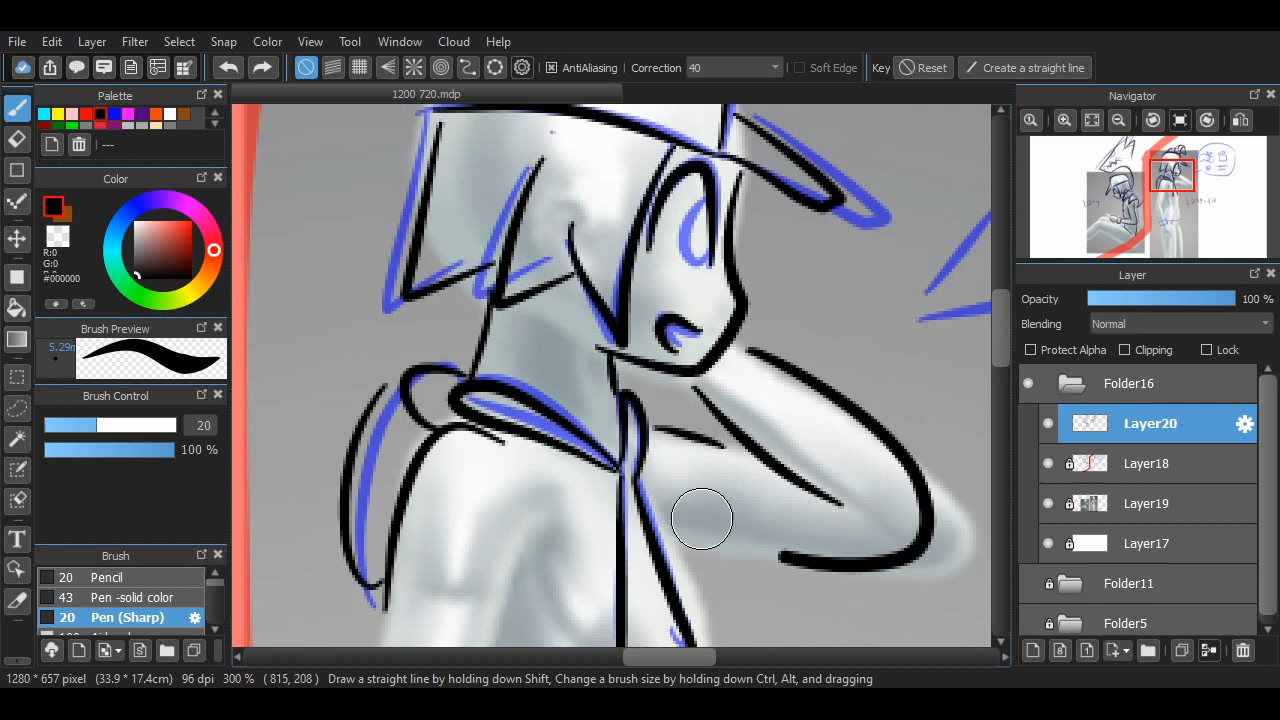 File Edit Layer Filter Select Snap Color View Tool Window Cloud Help
AntiAliasing Correction 40 Soft Edge Key Reset Create a straight line
Palette
---
Color
R:0
G:0
#000000
Brush Preview
5.29m
Brush Control
20
100 %
Brush
20 Pencil
43 Pen -solid color
20 Pen (Sharp)
1200 720.mdp
Navigator
Layer
Opacity 100 %
Blending Normal
Protect Alpha Clipping Lock
Folder16
Layer20
Layer18
Layer19
Layer17
Folder11
Folder5
1280 * 657 pixel (33.9 * 17.4cm) 96 dpi 300 % ( 815, 208 ) Draw a straight line by holding down Shift, Change a brush size by holding down Ctrl, Alt, and dragging